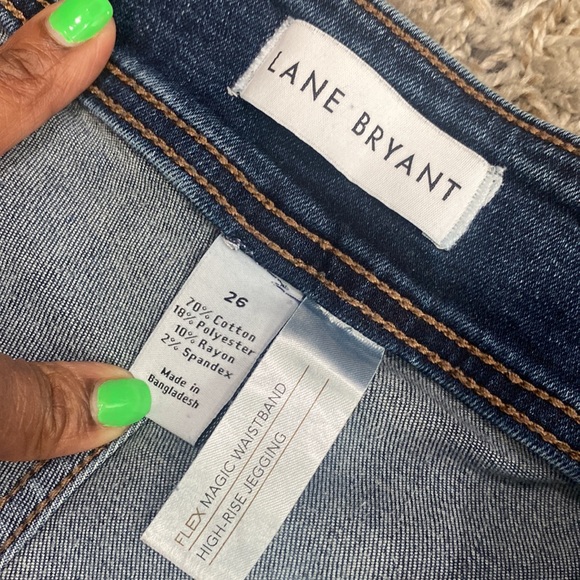 LANE BRYANT
26
70% Cotton
18% Polyester
10% Rayon
2% Spandex
Made in
Bangladesh
FLEX MAGIC WAISTBAND
HIGH-RISE JEGGING